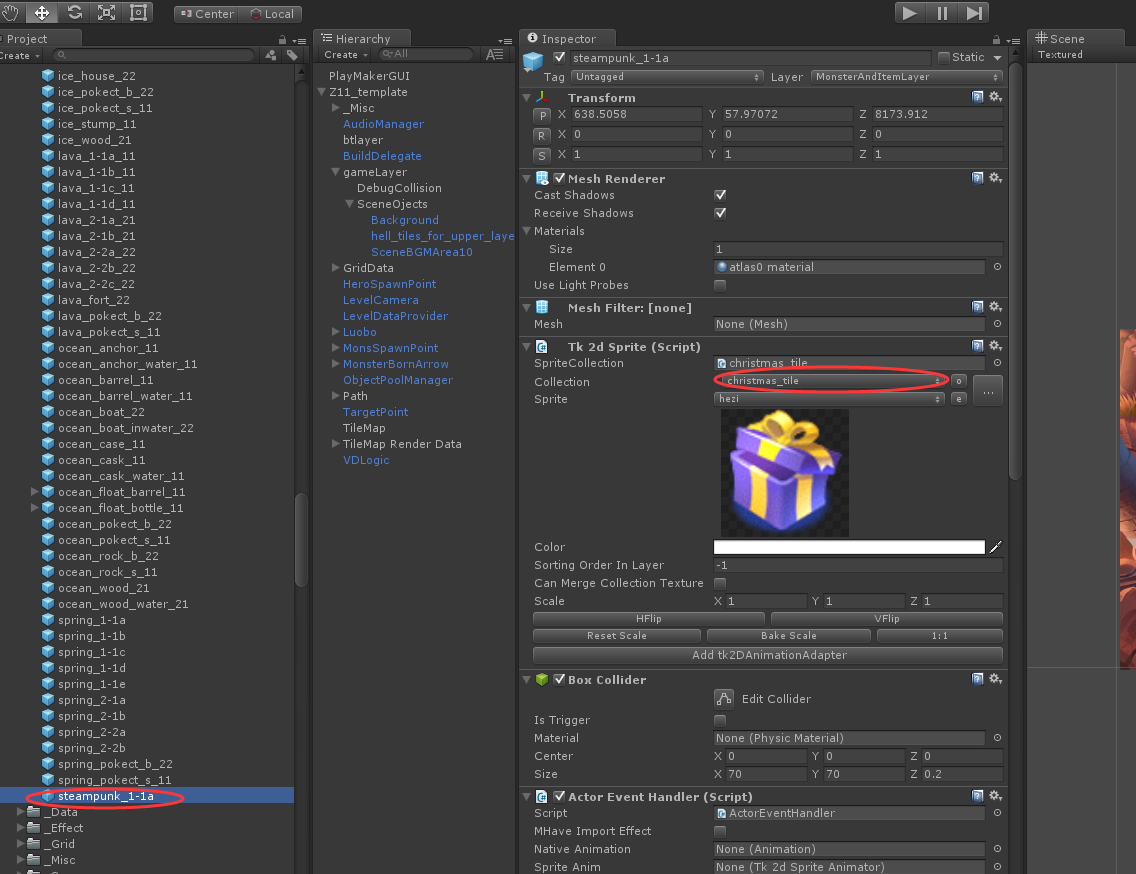 Center Local
Project
Create
ice_house_22
ice_pokect_b_22
ice_pokect_s_11
ice_stump_11
ice_wood_21
lava_1-1a_11
lava_1-1b_11
lava_1-1c_11
lava_1-1d_11
lava_2-1a_21
lava_2-1b_21
lava_2-2a_22
lava_2-2b_22
lava_2-2c_22
lava_fort_22
lava_pokect_b_22
lava_pokect_s_11
ocean_anchor_11
ocean_anchor_water_11
ocean_barrel_11
ocean_barrel_water_11
ocean_boat_22
ocean_boat_inwater_22
ocean_case_11
ocean_cask_11
ocean_cask_water_11
ocean_float_barrel_11
ocean_float_bottle_11
ocean_pokect_b_22
ocean_pokect_s_11
ocean_rock_b_22
ocean_rock_s_11
ocean_wood_21
ocean_wood_water_21
spring_1-1a
spring_1-1b
spring_1-1c
spring_1-1d
spring_1-1e
spring_2-1a
spring_2-1b
spring_2-2a
spring_2-2b
spring_pokect_b_22
spring_pokect_s_11
steampunk_1-1a
_Data
_Effect
_Grid
_Misc
Hierarchy
Create All
PlayMakerGUI
Z11_template
_Misc
AudioManager
btlayer
BuildDelegate
gameLayer
DebugCollision
SceneOjects
Background
hell_tiles_for_upper_laye
SceneBGMArea10
GridData
HeroSpawnPoint
LevelCamera
LevelDataProvider
Luobo
MonsSpawnPoint
MonsterBornArrow
ObjectPoolManager
Path
TargetPoint
TileMap
TileMap Render Data
VDLogic
Inspector
steampunk_1-1a Static
Tag Untagged Layer MonsterAndItemLayer
Transform
P X 638.5058 Y 57.97072 Z 8173.912
R X 0 Y 0 Z 0
S X 1 Y 1 Z 1
Mesh Renderer
Cast Shadows
Receive Shadows
Materials
Size 1
Element 0 atlas0 material
Use Light Probes
Mesh Filter: [none]
Mesh None (Mesh)
Tk 2d Sprite (Script)
SpriteCollection christmas_tile
Collection christmas_tile o ...
Sprite hezi e
Color
Sorting Order In Layer -1
Can Merge Collection Texture
Scale X 1 Y 1 Z 1
HFlip VFlip
Reset Scale Bake Scale 1:1
Add tk2DAnimationAdapter
Box Collider
Edit Collider
Is Trigger
Material None (Physic Material)
Center X 0 Y 0 Z 0
Size X 70 Y 70 Z 0.2
Actor Event Handler (Script)
Script ActorEventHandler
MHave Import Effect
Native Animation None (Animation)
Sprite Anim None (Tk 2d Sprite Animator)
Scene
Textured